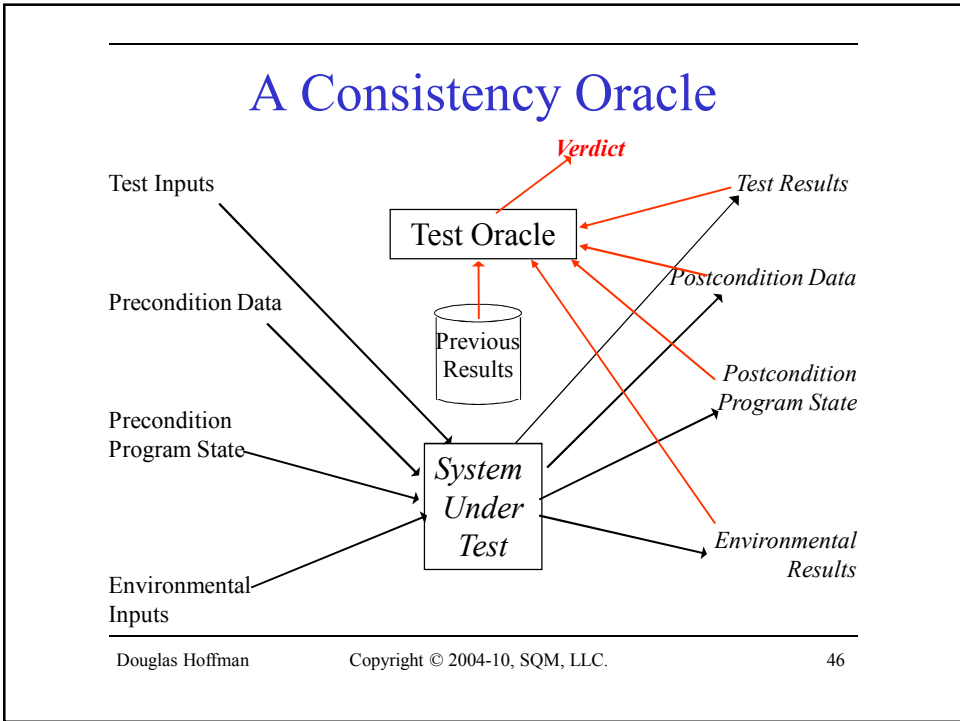 A Consistency Oracle
Verdict
Test Inputs
Test Results
Test Oracle
Postcondition Data
Precondition Data
Previous
Results
Postcondition
Program State
Precondition
Program State
System
Under
Test
Environmental
Results
Environmental
Inputs
Douglas Hoffman
Copyright © 2004-10, SQM, LLC.
46